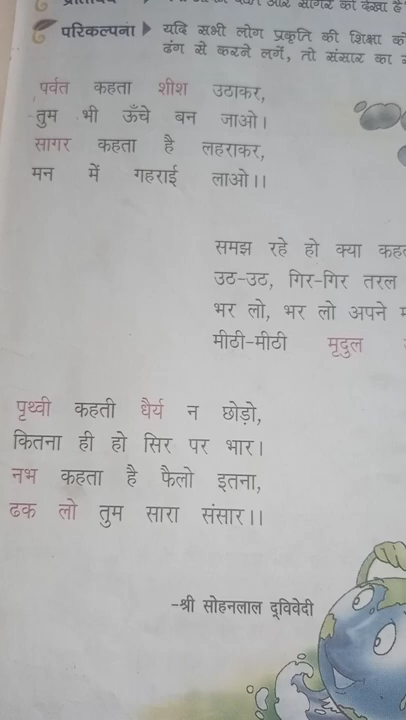 सागर को देखा है
परिकल्पना यदि सभी लोग प्रकृति की शिक्षा
ढंग से करने लगें, तो संसार का
पर्वत कहता शीश उठाकर,
तुम भी ऊँचे बन जाओ।
सागर कहता है लहराकर,
मन में गहराई लाओ।।
समझ रहे हो क्या
उठ-उठ, गिर-गिर तरल
भर लो, भर लो अपने
मीठी-मीठी मृदुल
पृथ्वी कहती धैर्य न छोड़ो,
कितना ही हो सिर पर भार।
नभ कहता है फैलो इतना,
ढक लो तुम सारा संसार।।
-श्री सोहनलाल द्विवेदी